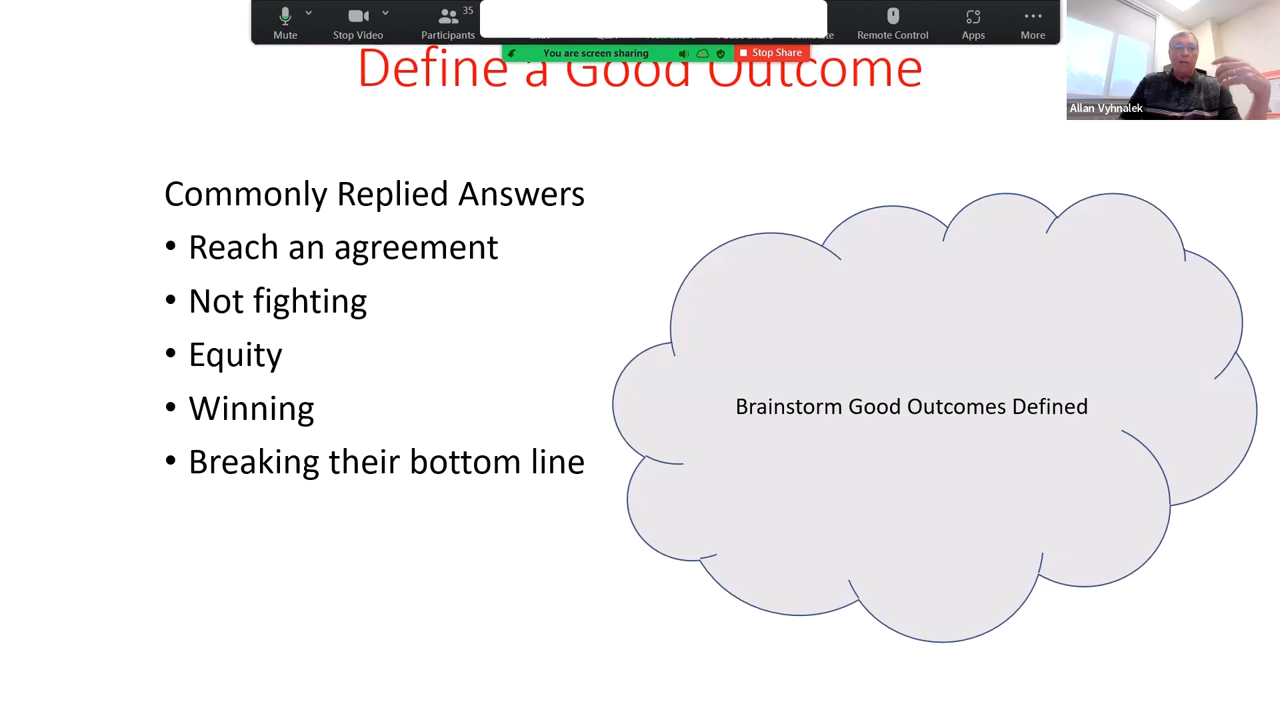 35
Mute
Stop Video
Participants
Remote Control
Apps
More
You are screen sharing
Stop Share
Define a Good Outcome
Allan Vyhnalek
Commonly Replied Answers
• Reach an agreement
• Not fighting
• Equity
• Winning
• Breaking their bottom line
Brainstorm Good Outcomes Defined